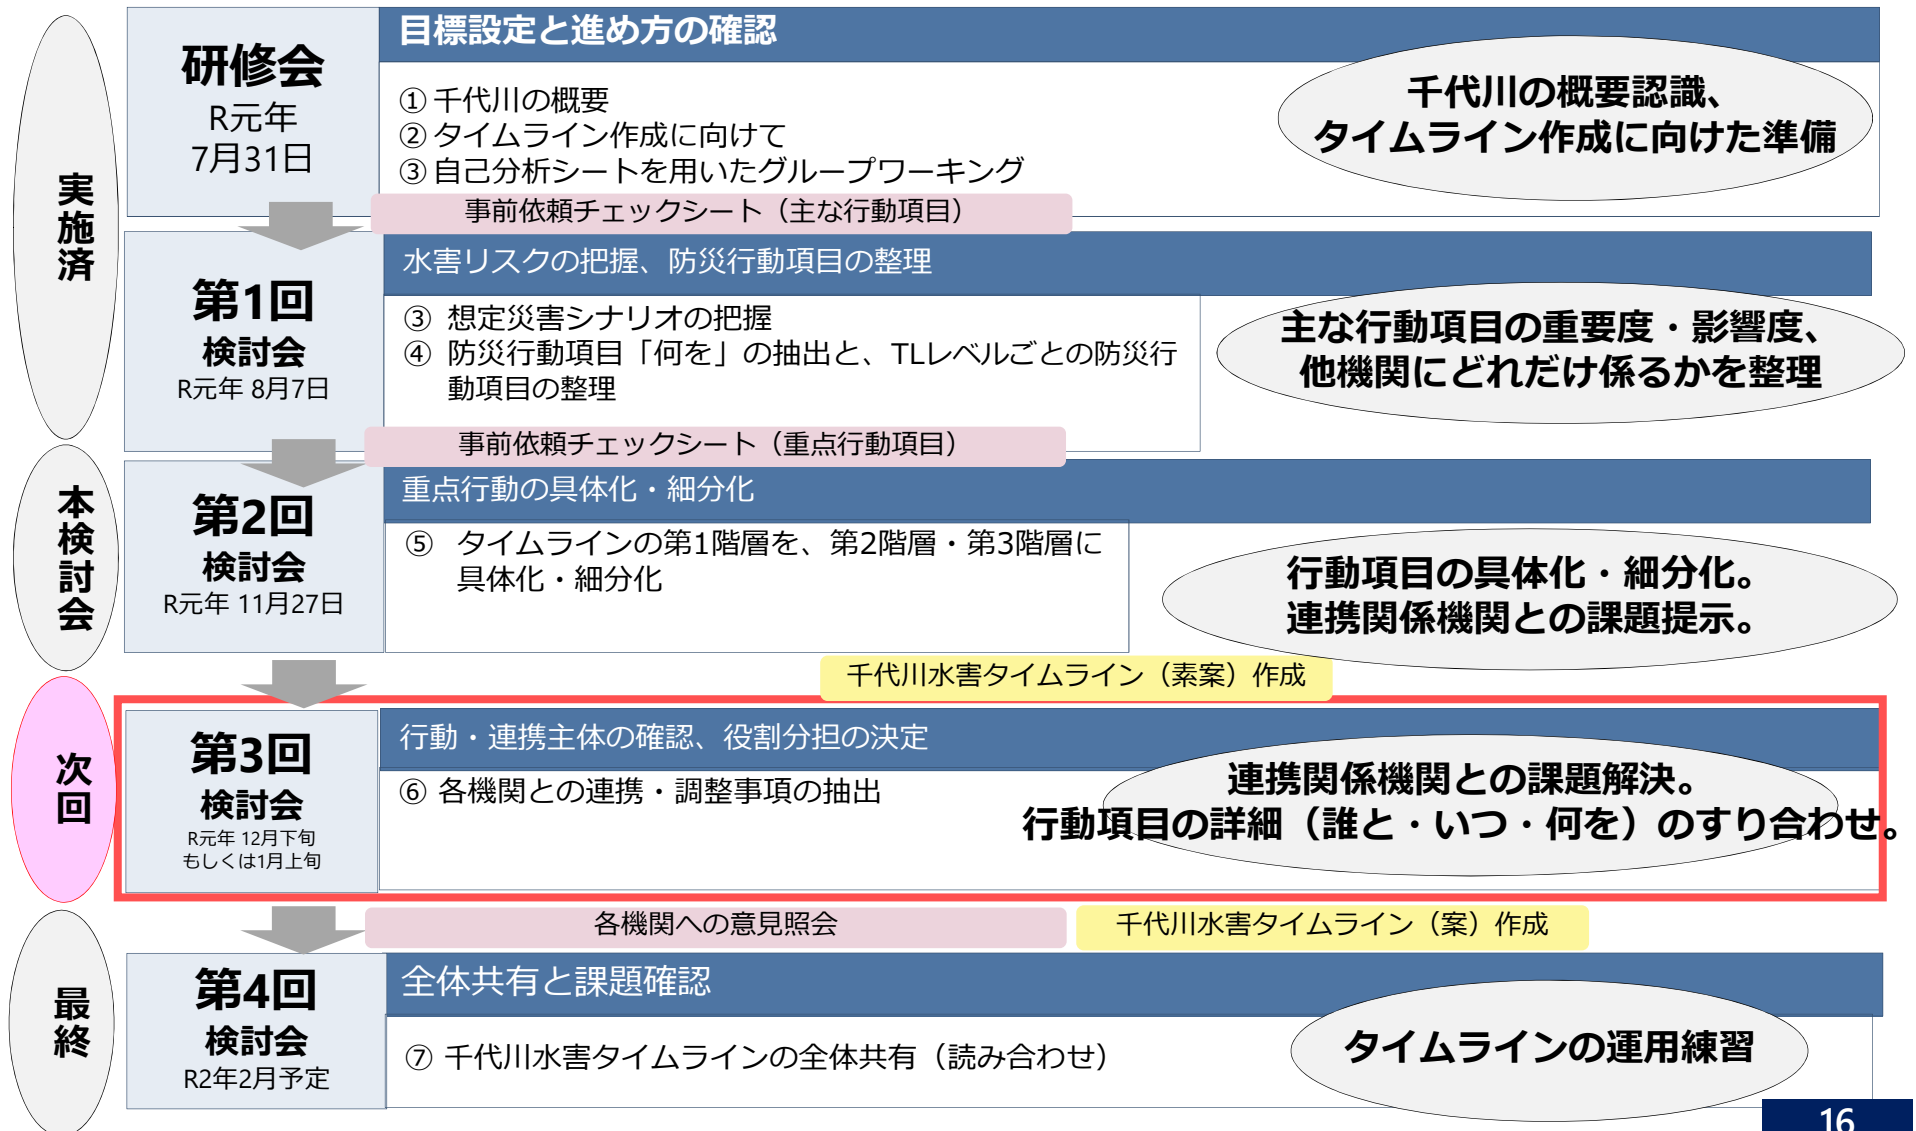 実施済
研修会
R元年
7月31日
目標設定と進め方の確認
① 千代川の概要
② タイムライン作成に向けて
③ 自己分析シートを用いたグループワーキング
千代川の概要認識、
タイムライン作成に向けた準備
事前依頼チェックシート（主な行動項目）
第1回
検討会
R元年 8月7日
水害リスクの把握、防災行動項目の整理
③ 想定災害シナリオの把握
④ 防災行動項目「何を」の抽出と、TLレベルごとの防災行
動項目の整理
主な行動項目の重要度・影響度、
他機関にどれだけ係るかを整理
事前依頼チェックシート（重点行動項目）
本検討会
第2回
検討会
R元年 11月27日
重点行動の具体化・細分化
⑤ タイムラインの第1階層を、第2階層・第3階層に
具体化・細分化
行動項目の具体化・細分化。
連携関係機関との課題提示。
千代川水害タイムライン（素案）作成
次回
第3回
検討会
R元年 12月下旬
もしくは1月上旬
行動・連携主体の確認、役割分担の決定
⑥ 各機関との連携・調整事項の抽出
連携関係機関との課題解決。
行動項目の詳細（誰と・いつ・何を）のすり合わせ。
各機関への意見照会
千代川水害タイムライン（案）作成
最終
第4回
検討会
R2年2月予定
全体共有と課題確認
⑦ 千代川水害タイムラインの全体共有（読み合わせ）
タイムラインの運用練習
16